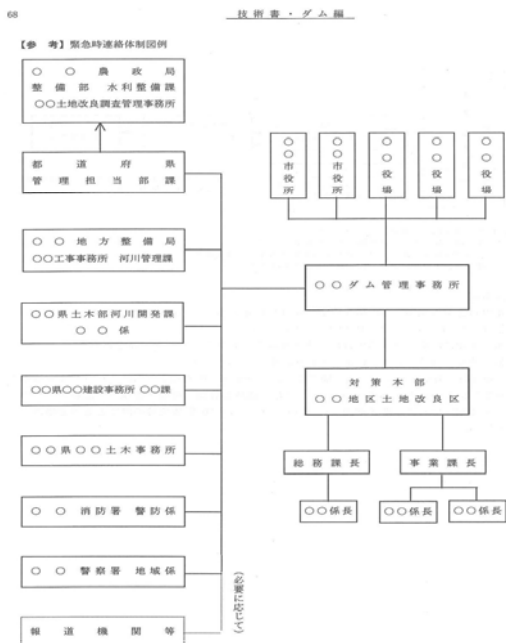 68
技術書・ダム編
【参 考】緊急時連絡体制図例
○ ○ 農 政 局
整 備 部 水利整備課
○○土地改良調査管理事務所
都 道 府 県
管 理 担 当 部 課
○ ○ 地 方 整 備 局
○○工事事務所 河川管理課
○○県土木部河川開発課
○ ○ 係
○○県○○建設事務所 ○○課
○○県○○土木事務所
○ ○ 消防署 警防係
○ ○ 警察署 地域係
報 道 機 関 等
(必要に応じて)
○○市役所
○○市役所
○○役場
○○役場
○○役場
○○ダム管理事務所
対 策 本 部
○○地区土地改良区
総 務 課 長
事 業 課 長
○○係長
○○係長
○○係長